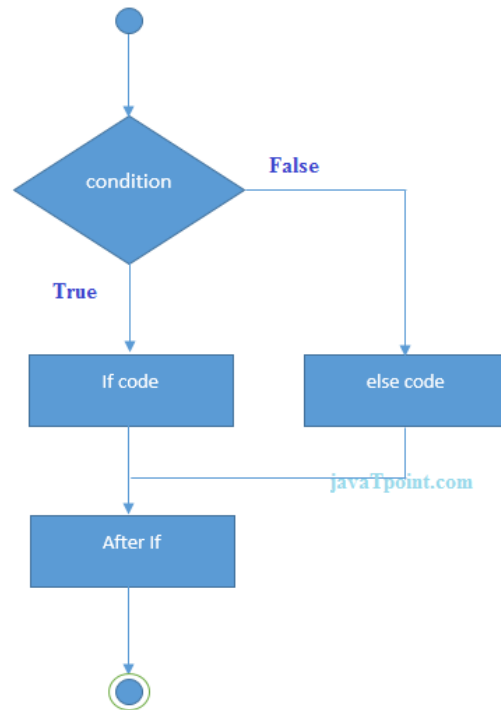 condition
False
True
If code
else code
javaTpoint.com
After If